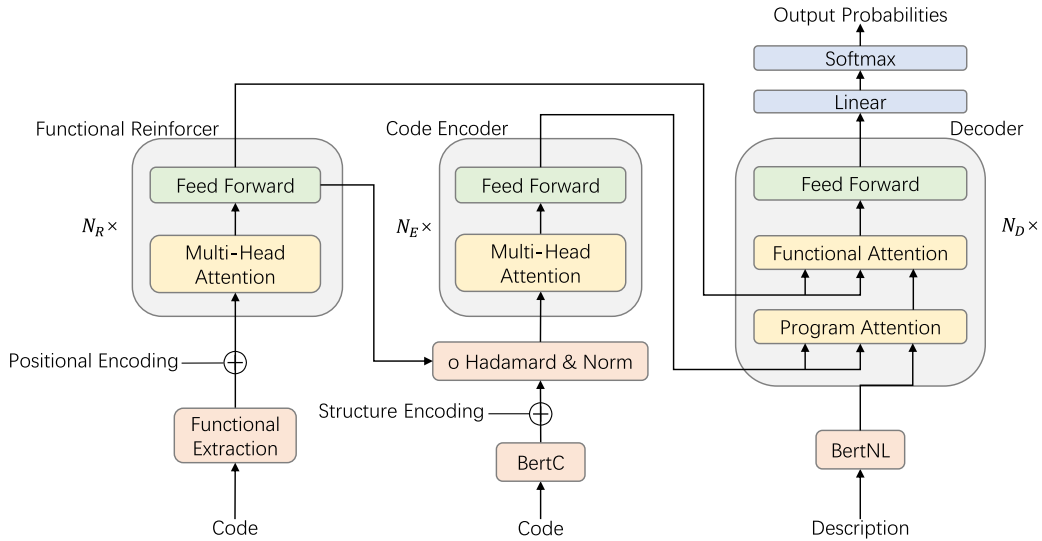 Output Probabilities
Softmax
Linear
Functional Reinforcer
Code Encoder
Decoder
Feed Forward
Feed Forward
Feed Forward
N_R ×
N_E ×
N_D ×
Multi-Head
Attention
Multi-Head
Attention
Functional Attention
Program Attention
Positional Encoding
o Hadamard & Norm
Structure Encoding
Functional
Extraction
BertC
BertNL
Code
Code
Description